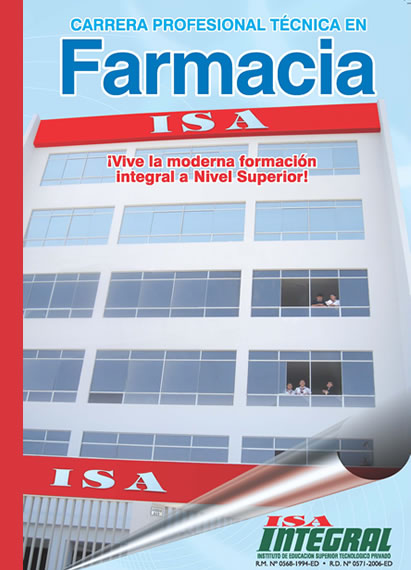 CARRERA PROFESIONAL TÉCNICA EN
Farmacia
ISA
¡Vive la moderna formación
integral a Nivel Superior!
ISA
ISA
INTEGRAL
INSTITUTO DE EDUCACION SUPERIOR TECNOLOGICO PRIVADO
R.M. Nº 0568-1994-ED • R.D. Nº 0571-2006-ED